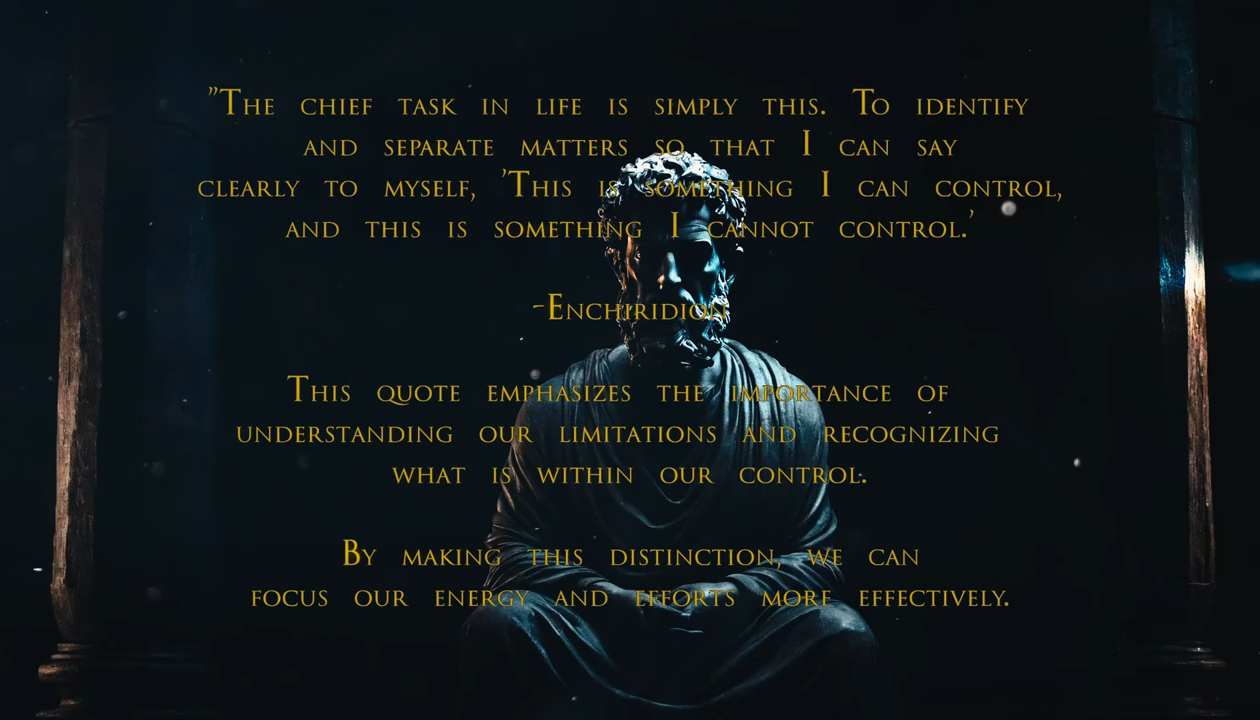 "The chief task in life is simply this. To identify
and separate matters so that I can say
clearly to myself, 'This is something I can control,
and this is something I cannot control.'
-Enchiridion
This quote emphasizes the importance of
understanding our limitations and recognizing
what is within our control.
By making this distinction, we can
focus our energy and efforts more effectively.